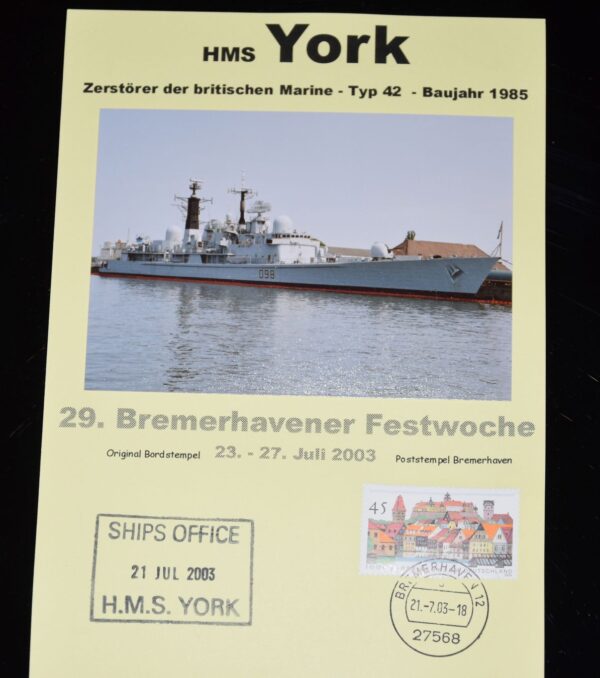 HMS York
Zerstörer der britischen Marine - Typ 42 - Baujahr 1985
D98
29. Bremerhavener Festwoche
Original Bordstempel 23. - 27. Juli 2003 Poststempel Bremerhaven
45
DEUTSCHLAND
SHIPS OFFICE
21 JUL 2003
H.M.S. YORK
BREMERHAVEN 12
21.-7.03-18
27568